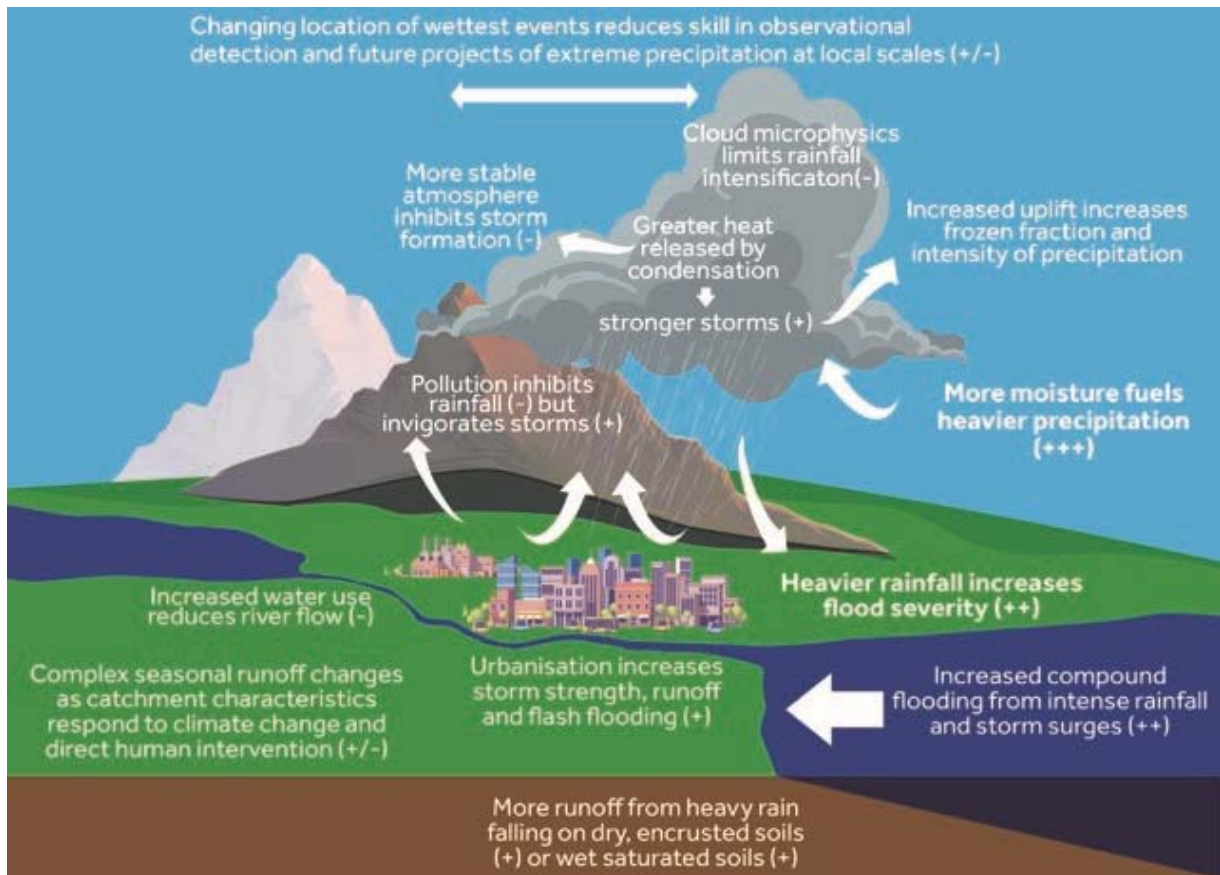 Changing location of wettest events reduces skill in observational
detection and future projects of extreme precipitation at local scales (+/-)
Cloud microphysics
limits rainfall
intensificaton(-)
More stable
atmosphere
inhibits storm
formation (-)
Greater heat
released by
condensation
Increased uplift increases
frozen fraction and
intensity of precipitation
stronger storms (+)
Pollution inhibits
rainfall (-) but
invigorates storms (+)
More moisture fuels
heavier precipitation
(+++)
Heavier rainfall increases
flood severity (++)
Increased water use
reduces river flow (-)
Complex seasonal runoff changes
as catchment characteristics
respond to climate change and
direct human intervention (+/-)
Urbanisation increases
storm strength, runoff
and flash flooding (+)
Increased compound
flooding from intense rainfall
and storm surges (++)
More runoff from heavy rain
falling on dry, encrusted soils
(+) or wet saturated soils (+)